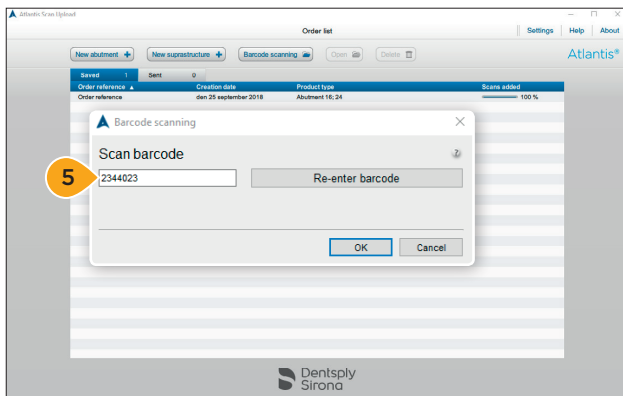 Atlantis Scan Upload
Order list
Settings Help About
New abutment + New suprastructure + Barcode scanning Open Delete
Atlantis®
Saved 1 Sent 0
Order reference ▲ Creation date Product type Scans added
Order reference den 25 september 2018 Abutment 16; 24 100 %
Barcode scanning
Scan barcode ?
5 2344023 Re-enter barcode
OK Cancel
Dentsply
Sirona